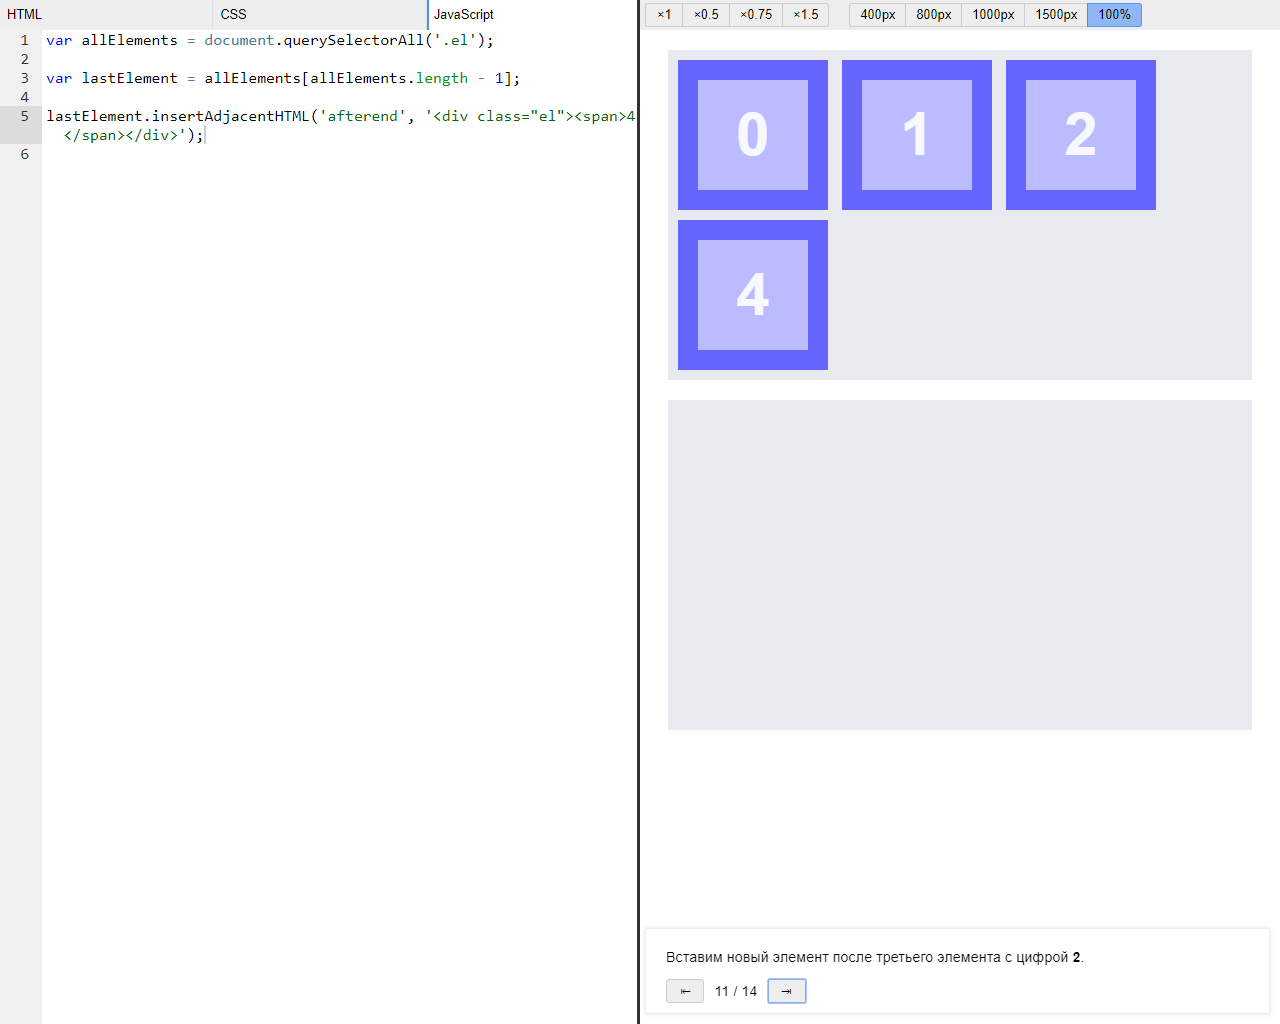 HTML CSS JavaScript
×1 ×0.5 ×0.75 ×1.5 400px 800px 1000px 1500px 100%
1 var allElements = document.querySelectorAll('.el');
2
3 var lastElement = allElements[allElements.length - 1];
4
5 lastElement.insertAdjacentHTML('afterend', '<div class="el"><span>4
</span></div>');
6
0 1 2
4
Вставим новый элемент после третьего элемента с цифрой 2.
⇤ 11 / 14 ⇥